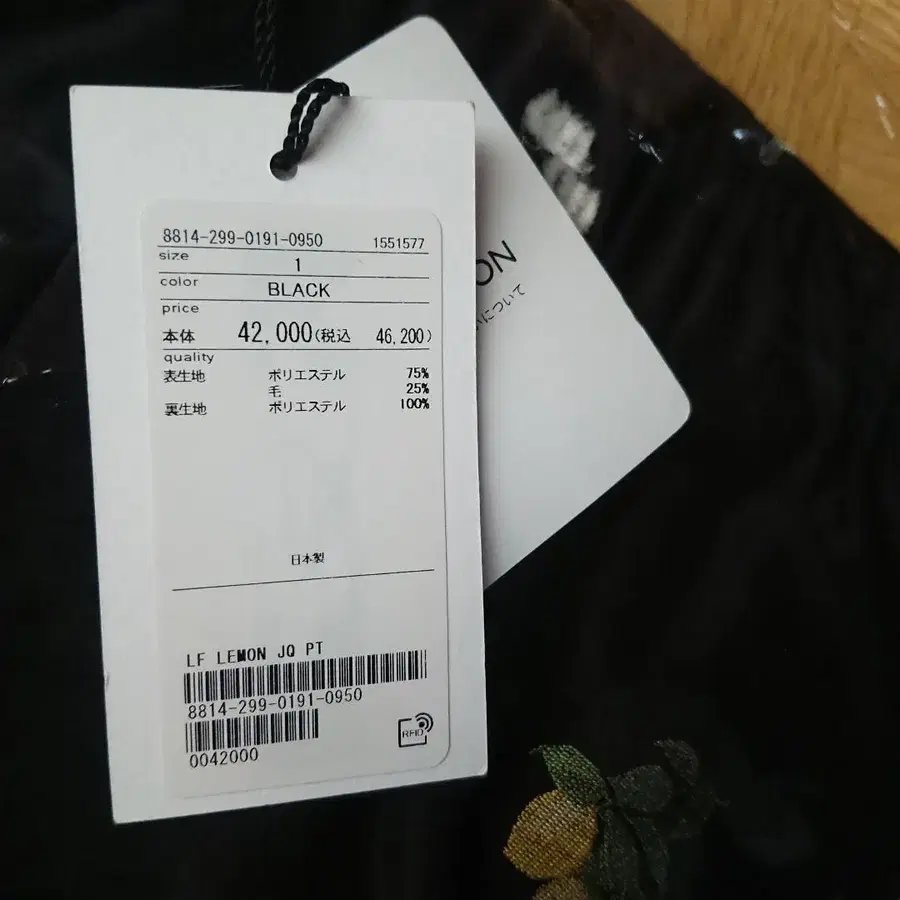 8814-299-0191-0950 1551577
size 1
color BLACK
price
本体 42,000(税込 46,200)
quality
表生地 ポリエステル 75%
毛 25%
裏生地 ポリエステル 100%
日本製
LF LEMON JQ PT
8814-299-0191-0950
0042000
RFID
ON
について